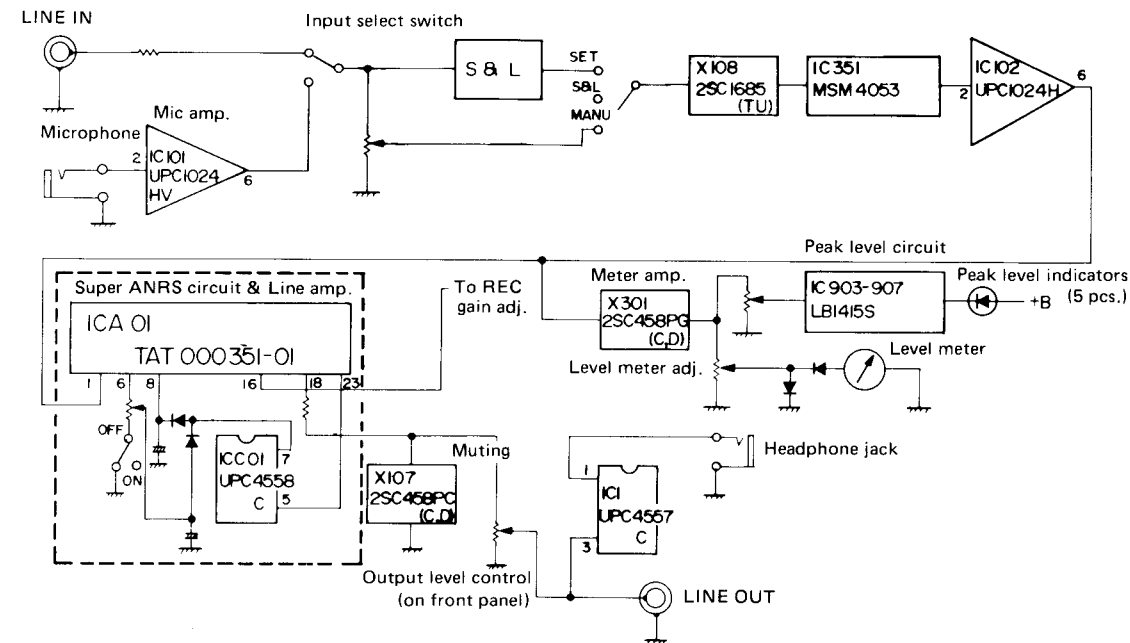 LINE IN
Input select switch
S & L
SET
S&L
MANU
X108
2SC1685
(TU)
IC351
MSM4053
IC102
UPC1024H
2
6
Mic amp.
Microphone
2
IC101
UPC1024
HV
6
Peak level circuit
Super ANRS circuit & Line amp.
To REC
gain adj.
Meter amp.
X301
2SC458PG
(C,D)
IC903-907
LB1415S
Peak level indicators
(5 pcs.)
+B
Level meter adj.
Level meter
ICA 01
TAT 000351-01
1
6
8
16
18
23
OFF
ON
ICC01
UPC4558
C
7
5
Muting
X107
2SC458PC
(C,D)
1
IC1
UPC4557
C
3
Headphone jack
Output level control
(on front panel)
LINE OUT